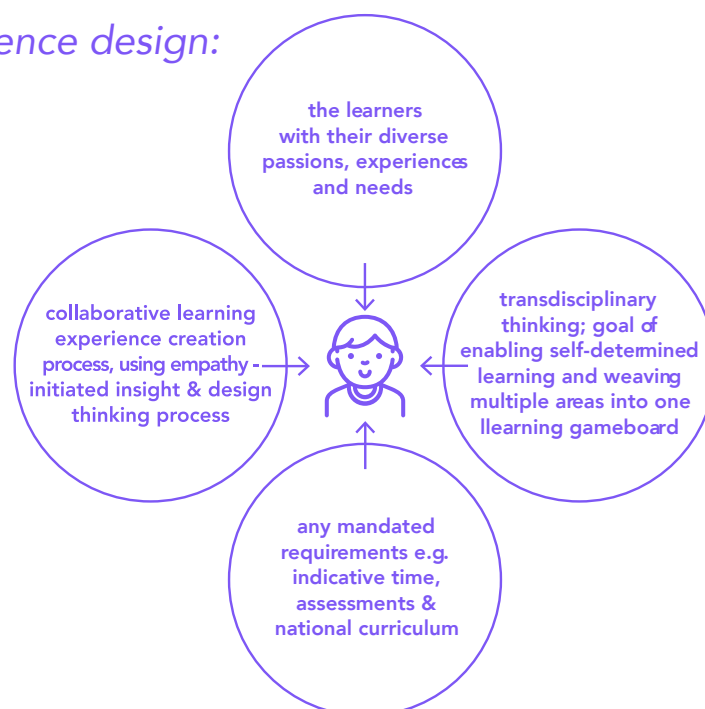 ence design:
the learners
with their diverse
passions, experiences
and needs
collaborative learning
experience creation
process, using empathy -
initiated insight & design
thinking process
transdisciplinary
thinking; goal of
enabling self-determined
learning and weaving
multiple areas into one
llearning gameboard
any mandated
requirements e.g.
indicative time,
assessments &
national curriculum